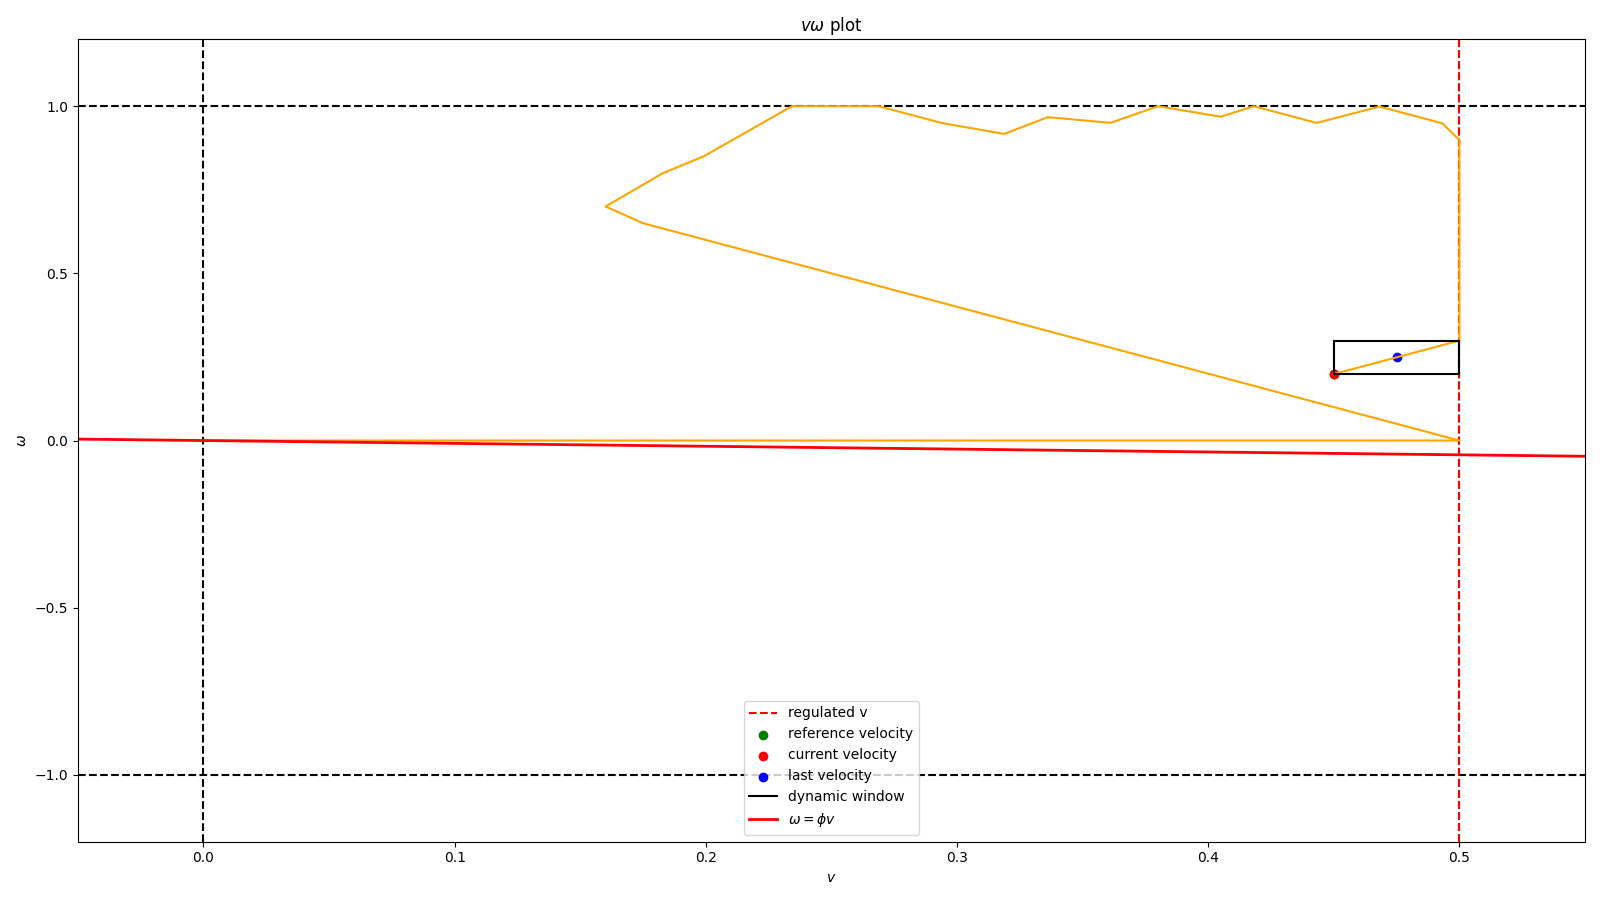 vω plot
1.0
0.5
0.0
−0.5
−1.0
ω
regulated v
reference velocity
current velocity
last velocity
dynamic window
ω = ϕv
0.0 0.1 0.2 0.3 0.4 0.5
v